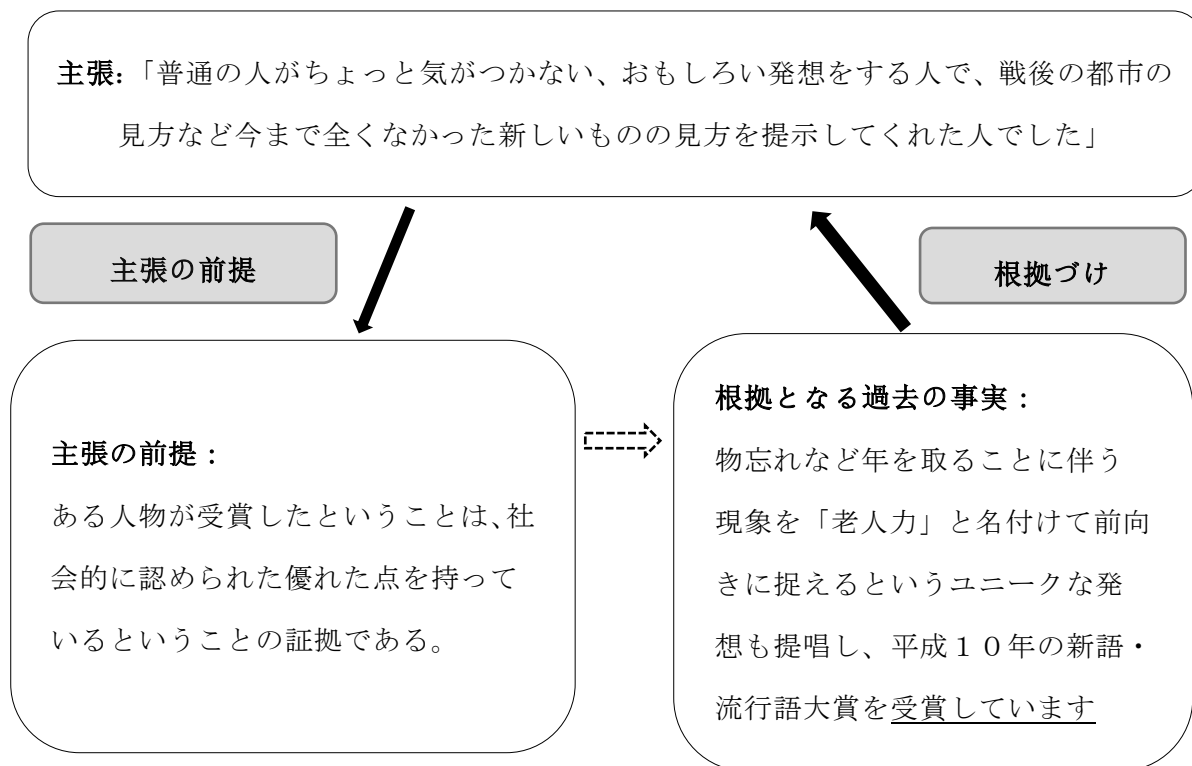 主張:「普通の人がちょっと気がつかない、おもしろい発想をする人で、戦後の都市の
見方など今まで全くなかった新しいものの見方を提示してくれた人でした」
主張の前提
根拠づけ
主張の前提：
ある人物が受賞したということは、社
会的に認められた優れた点を持って
いるということの証拠である。
根拠となる過去の事実：
物忘れなど年を取ることに伴う
現象を「老人力」と名付けて前向
きに捉えるというユニークな発
想も提唱し、平成１０年の新語・
流行語大賞を受賞しています